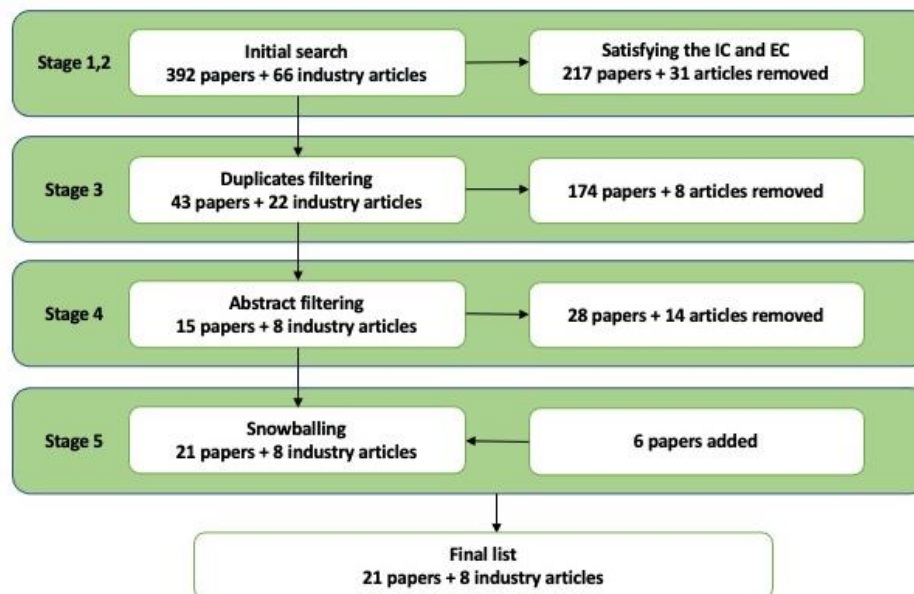 Stage 1,2
Initial search
392 papers + 66 industry articles
Satisfying the IC and EC
217 papers + 31 articles removed
Stage 3
Duplicates filtering
43 papers + 22 industry articles
174 papers + 8 articles removed
Stage 4
Abstract filtering
15 papers + 8 industry articles
28 papers + 14 articles removed
Stage 5
Snowballing
21 papers + 8 industry articles
6 papers added
Final list
21 papers + 8 industry articles